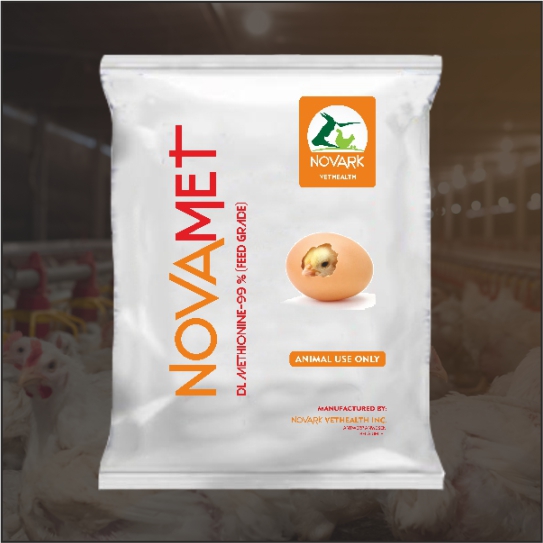 NOVAMET
DL METHIONINE-99 % (FEED GRADE)
NOVARK
VETHEALTH
ANIMAL USE ONLY
MANUFACTURED BY:
NOVARK VETHEALTH INC.